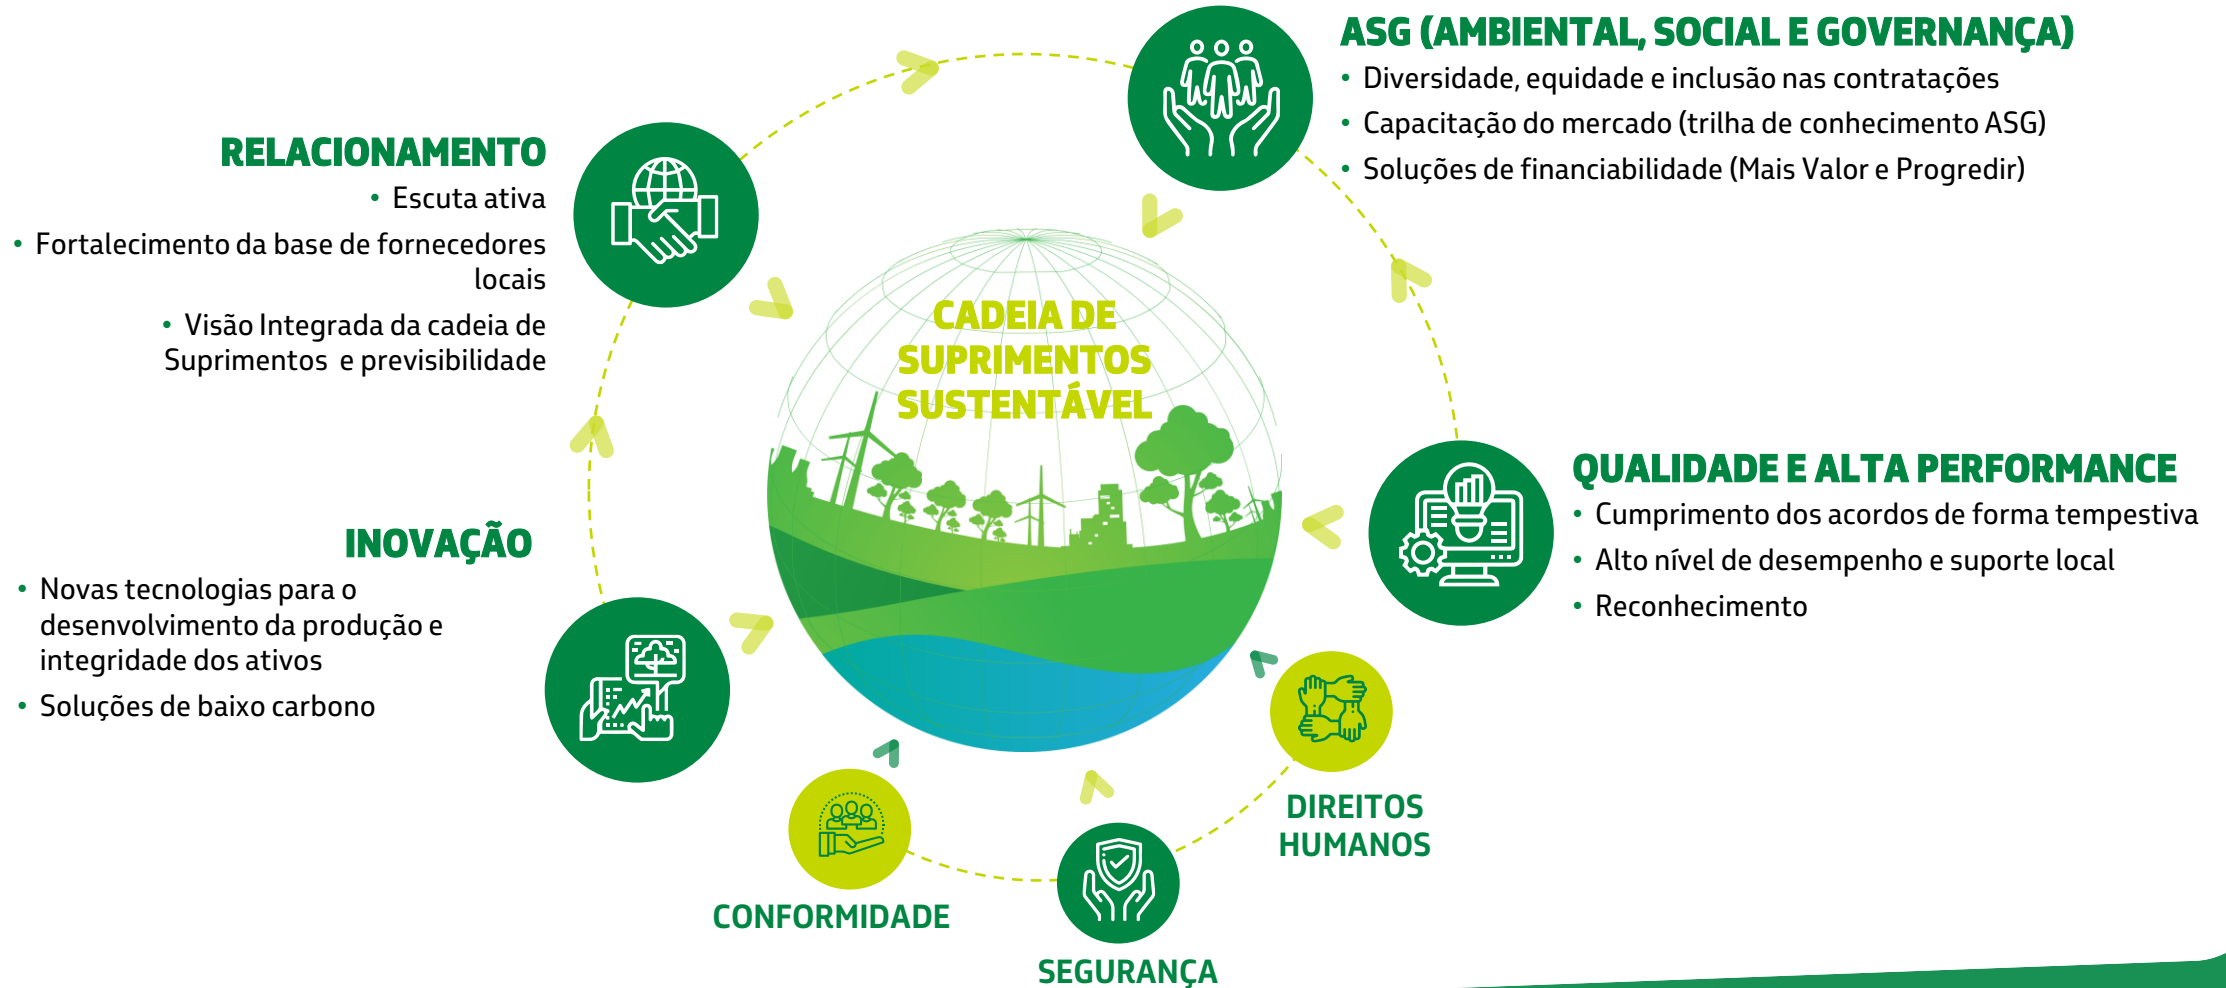 ASG (AMBIENTAL, SOCIAL E GOVERNANÇA)
• Diversidade, equidade e inclusão nas contratações
• Capacitação do mercado (trilha de conhecimento ASG)
• Soluções de financiabilidade (Mais Valor e Progredir)
RELACIONAMENTO
• Escuta ativa
• Fortalecimento da base de fornecedores
locais
• Visão Integrada da cadeia de
Suprimentos e previsibilidade
CADEIA DE
SUPRIMENTOS
SUSTENTÁVEL
QUALIDADE E ALTA PERFORMANCE
• Cumprimento dos acordos de forma tempestiva
• Alto nível de desempenho e suporte local
• Reconhecimento
INOVAÇÃO
• Novas tecnologias para o
desenvolvimento da produção e
integridade dos ativos
• Soluções de baixo carbono
DIREITOS
HUMANOS
CONFORMIDADE
SEGURANÇA